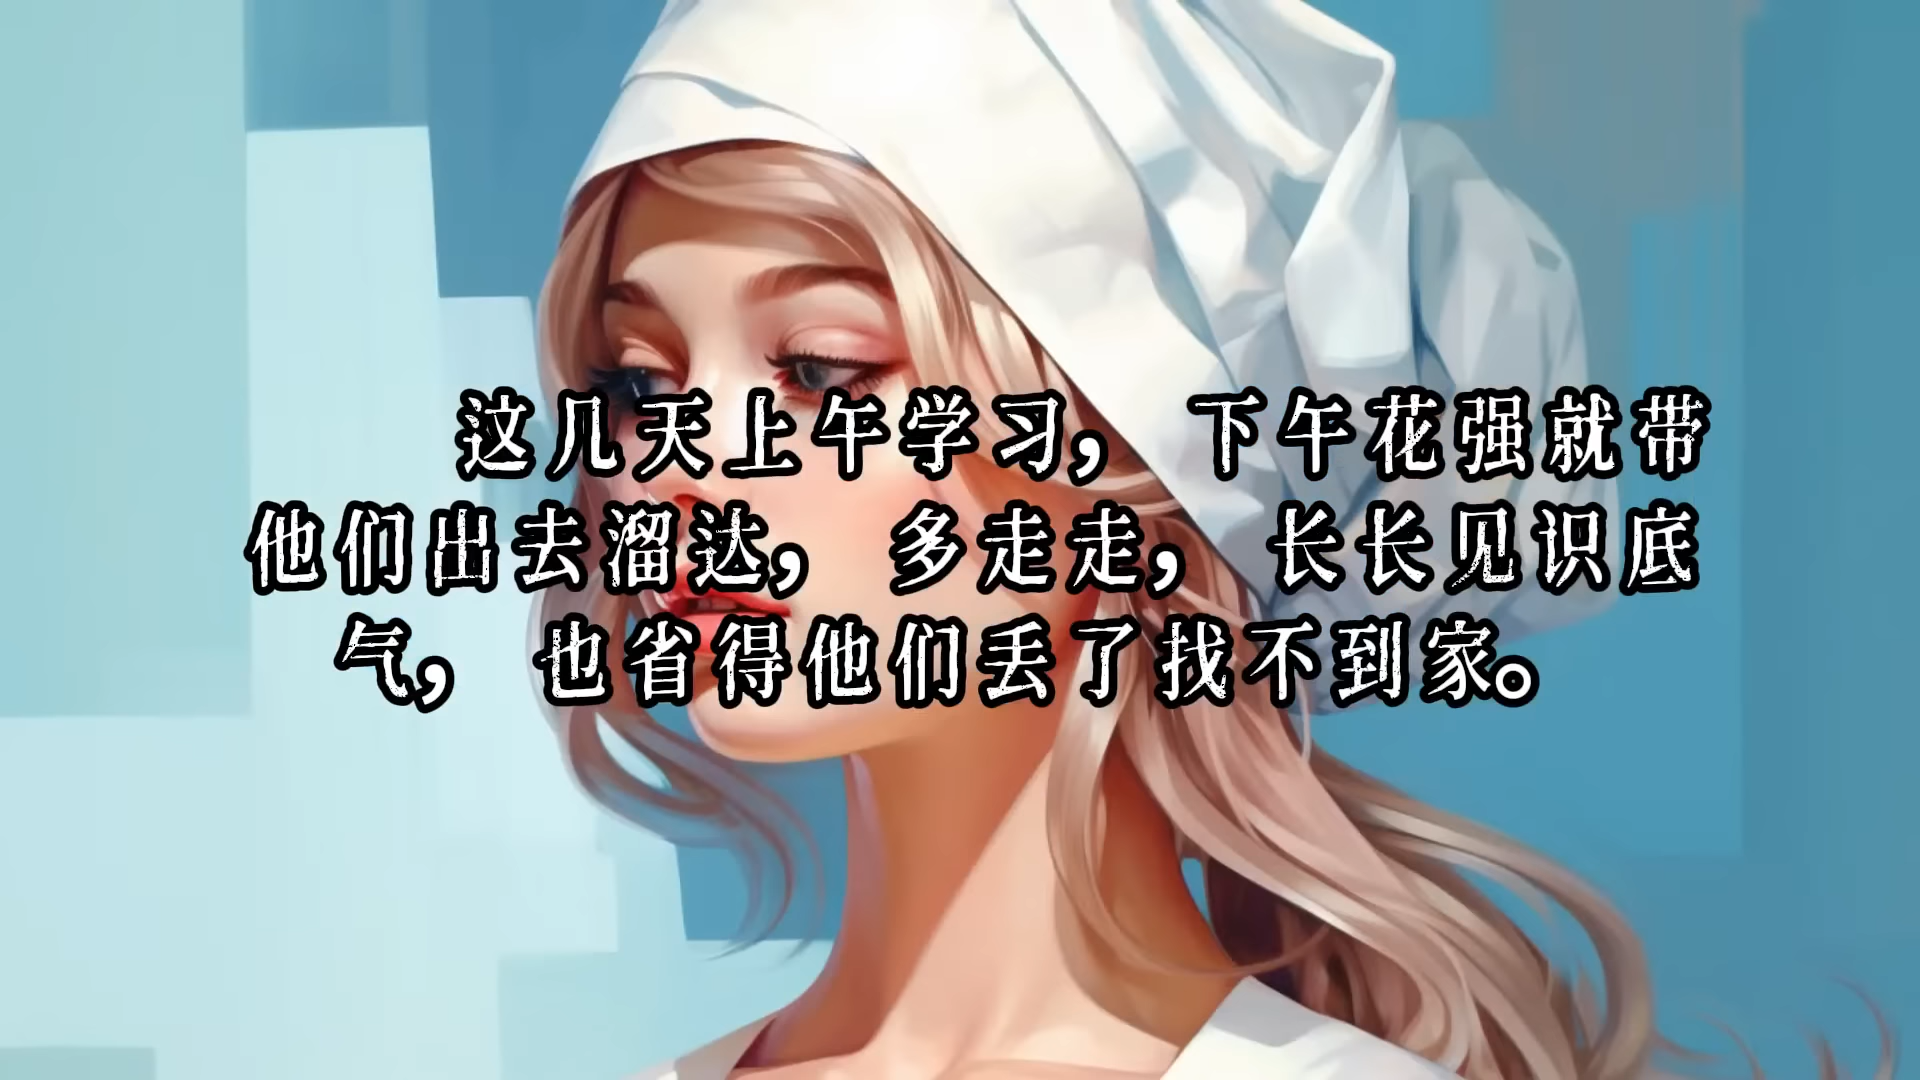 这几天上午学习，下午花强就带
他们出去溜达，多走走，长长见识底
气，也省得他们丢了找不到家。